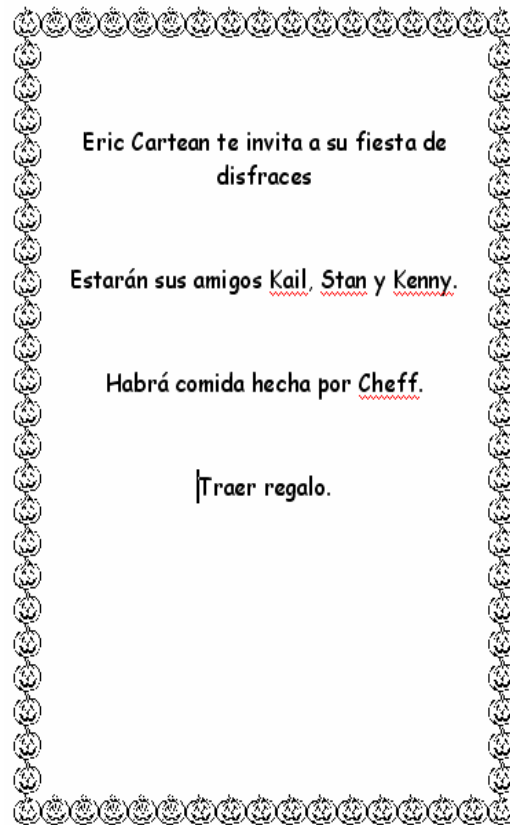 Eric Cartean te invita a su fiesta de
disfraces
Estarán sus amigos Kail, Stan y Kenny.
Habrá comida hecha por Cheff.
Traer regalo.